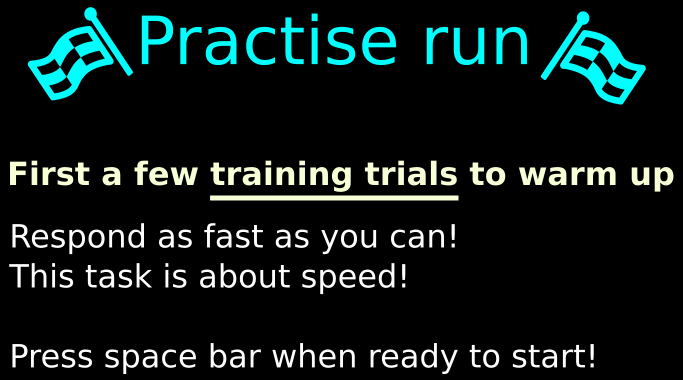 Practise run
First a few training trials to warm up
Respond as fast as you can!
This task is about speed!
Press space bar when ready to start!